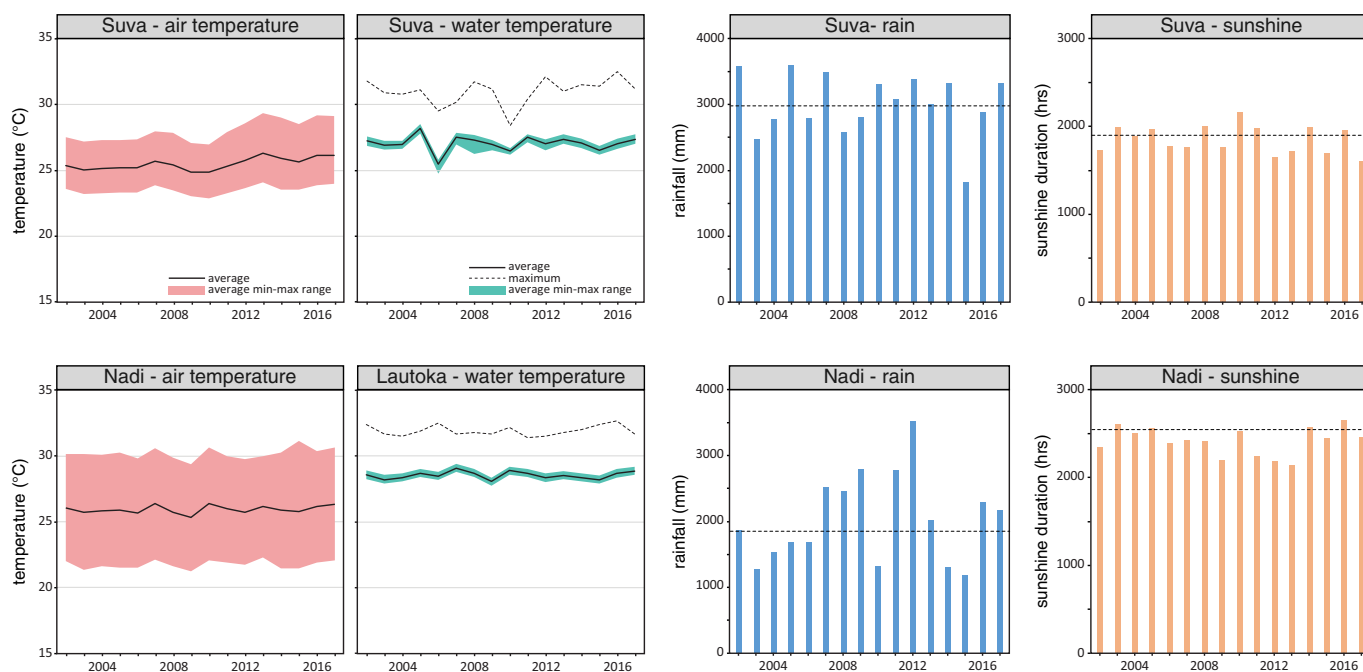 Suva - air temperature
Suva - water temperature
Suva- rain
Suva - sunshine
35
30
25
20
15
temperature (°C)
average
average min-max range
average
maximum
average min-max range
2004 2008 2012 2016
2004 2008 2012 2016
4000
3000
2000
1000
0
rainfall (mm)
2004 2008 2012 2016
3000
2000
1000
0
sunshine duration (hrs)
2004 2008 2012 2016
Nadi - air temperature
Lautoka - water temperature
Nadi - rain
Nadi - sunshine
35
30
25
20
15
temperature (°C)
2004 2008 2012 2016
2004 2008 2012 2016
4000
3000
2000
1000
0
rainfall (mm)
2004 2008 2012 2016
3000
2000
1000
0
sunshine duration (hrs)
2004 2008 2012 2016